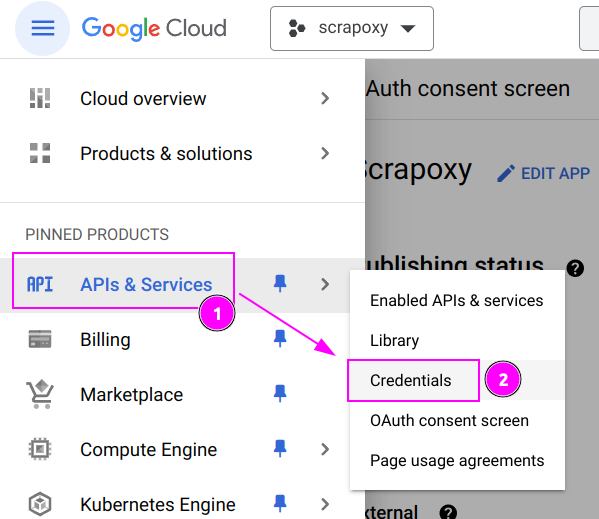 Google Cloud
scrapoxy
Cloud overview
Products & solutions
PINNED PRODUCTS
API APIs & Services
1
Billing
Marketplace
Compute Engine
Kubernetes Engine
Auth consent screen
crapoxy
EDIT APP
ublishing status ?
Enabled APIs & services
Library
Credentials
2
OAuth consent screen
Page usage agreements
xternal ?